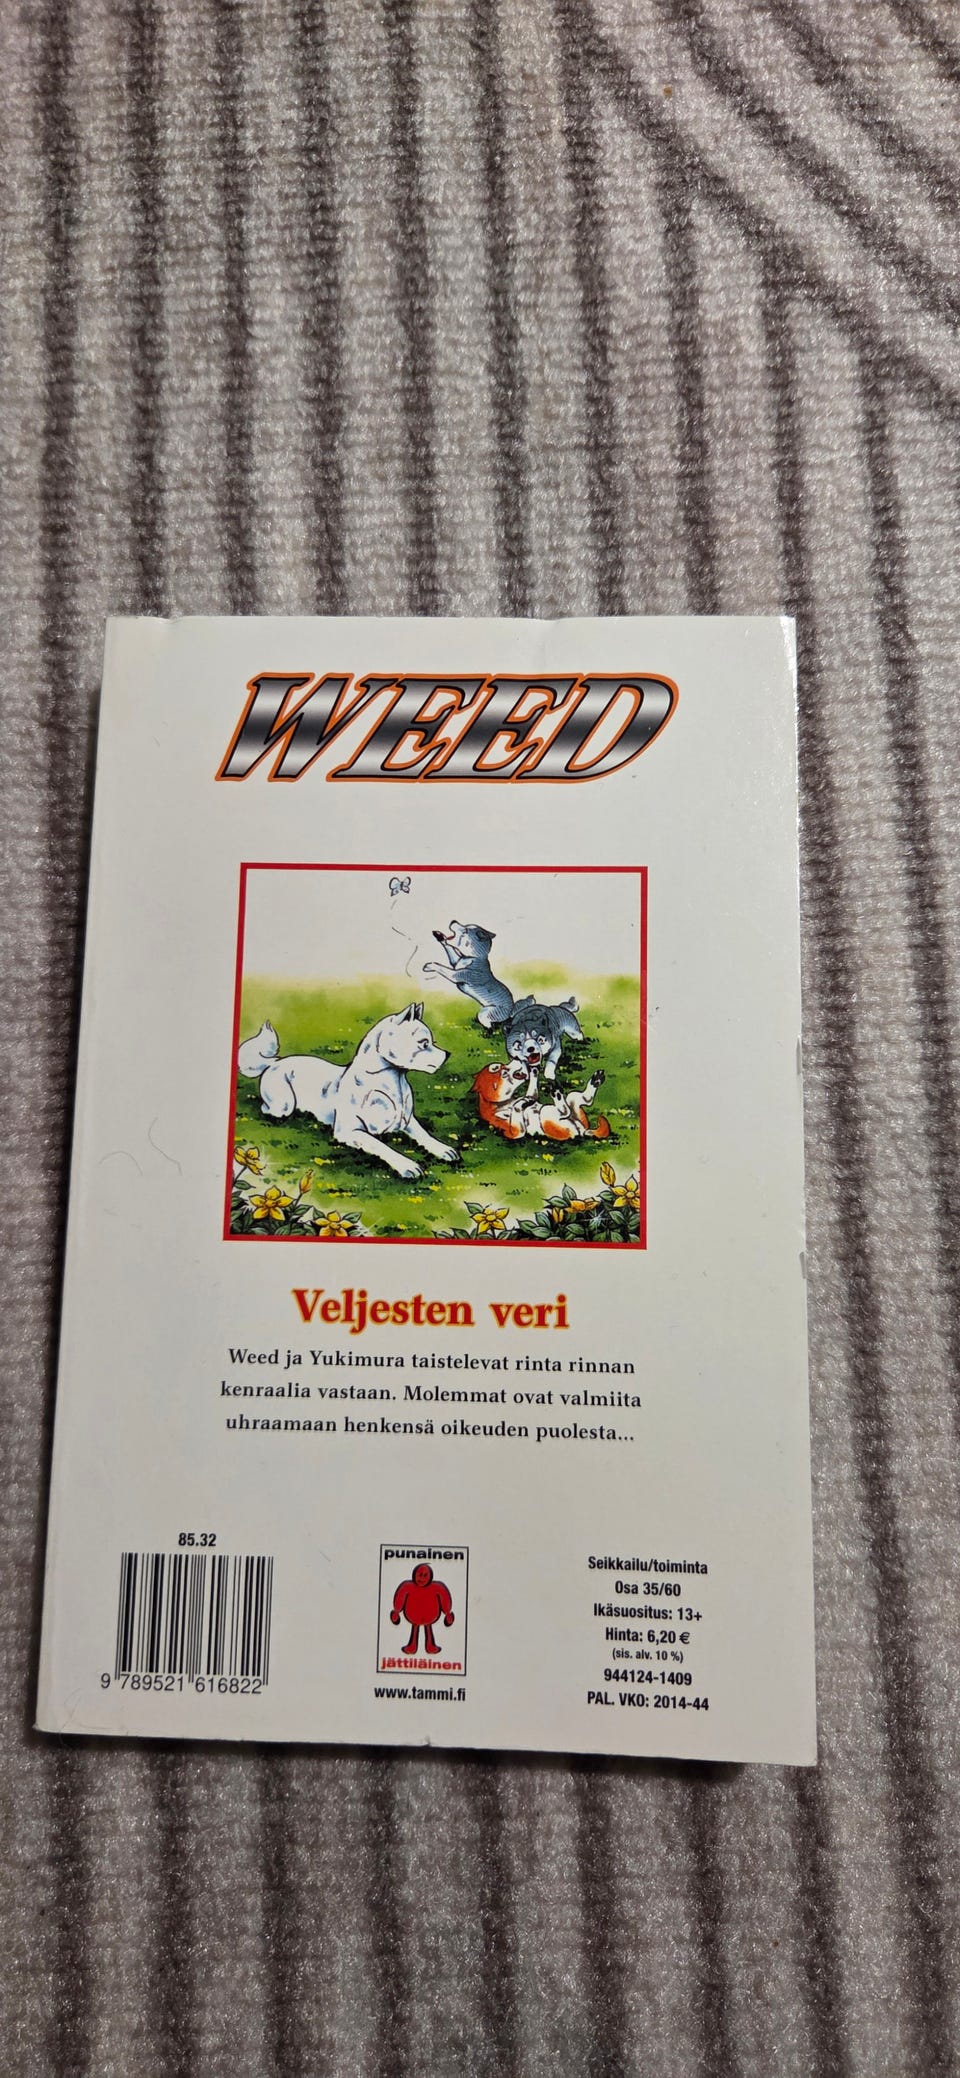 WEED
Veljesten veri
Weed ja Yukimura taistelevat rinta rinnan
kenraalia vastaan. Molemmat ovat valmiita
uhraamaan henkensä oikeuden puolesta...
85.32
9 789521 616822
punainen
jättiläinen
www.tammi.fi
Seikkailu/toiminta
Osa 35/60
Ikäsuositus: 13+
Hinta: 6,20 €
(sis. alv. 10 %)
944124-1409
PAL. VKO: 2014-44